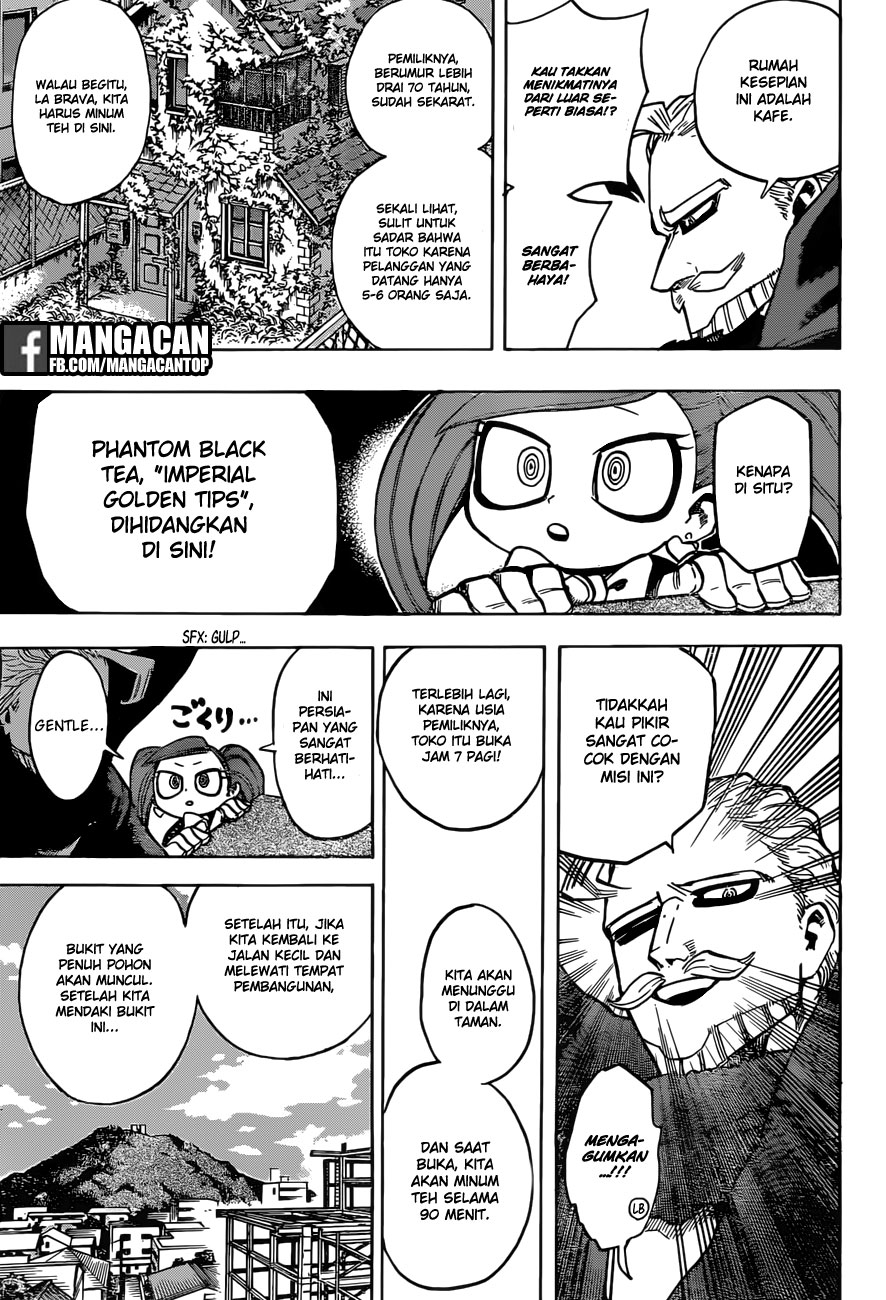 RUMAH
KESEPIAN
INI ADALAH
KAFE.
KAU TAKKAN
MENIKMATINYA
DARI LUAR SE-
PERTI BIASA!?
SANGAT
BERBA-
HAYA!
PEMILIKNYA,
BERUMUR LEBIH
DRAI 70 TAHUN,
SUDAH SEKARAT.
SEKALI LIHAT,
SULIT UNTUK
SADAR BAHWA
ITU TOKO KARENA
PELANGGAN YANG
DATANG HANYA
5-6 ORANG SAJA.
WALAU BEGITU,
LA BRAVA, KITA
HARUS MINUM
TEH DI SINI.
f MANGACAN
FB.COM/MANGACANTOP
KENAPA
DI SITU?
PHANTOM BLACK
TEA, "IMPERIAL
GOLDEN TIPS",
DIHIDANGKAN
DI SINI!
TIDAKKAH
KAU PIKIR
SANGAT CO-
COK DENGAN
MISI INI?
MENGA-
GUMKAN
...!!!
LB
TERLEBIH LAGI,
KARENA USIA
PEMILIKNYA,
TOKO ITU BUKA
JAM 7 PAGI!
KITA AKAN
MENUNGGU
DI DALAM
TAMAN.
DAN SAAT
BUKA, KITA
AKAN MINUM
TEH SELAMA
90 MENIT.
SFX: GULP...
INI
PERSIA-
PAN YANG
SANGAT
BERHATI-
HATI...
ごくり…
GENTLE...
SETELAH ITU, JIKA
KITA KEMBALI KE
JALAN KECIL DAN
MELEWATI TEMPAT
PEMBANGUNAN,
BUKIT YANG
PENUH POHON
AKAN MUNCUL.
SETELAH KITA
MENDAKI BUKIT
INI...